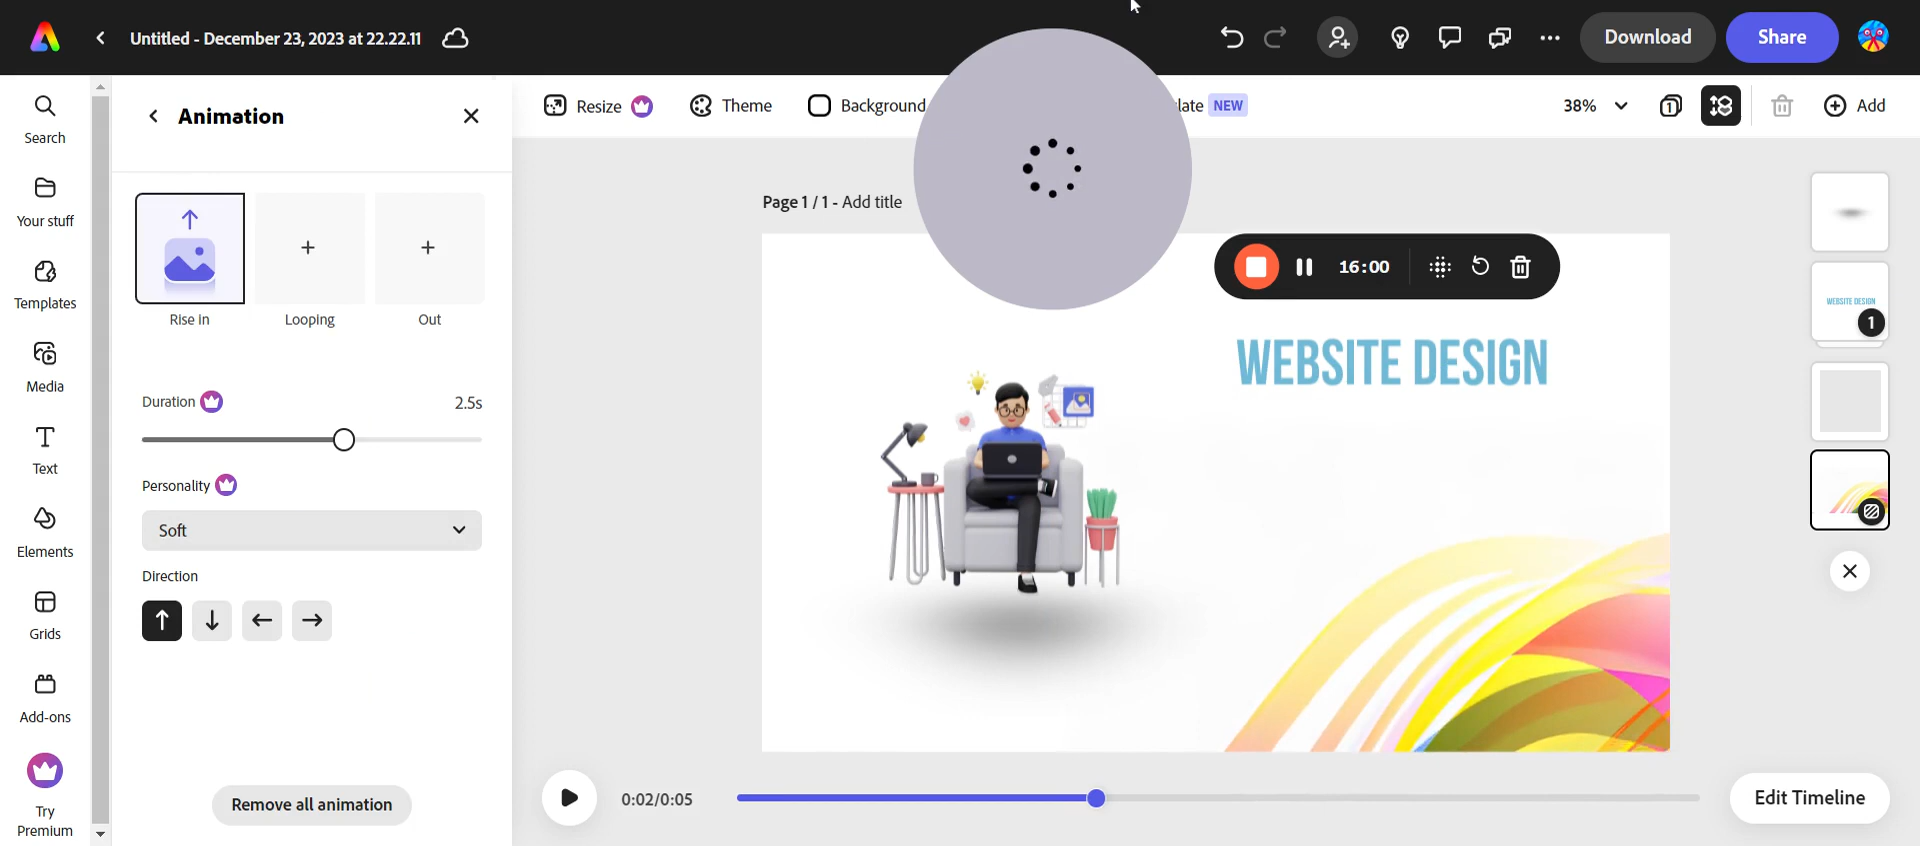 Untitled - December 23, 2023 at 22.22.11
Download
Share
Search
Your stuff
Templates
Media
Text
Elements
Grids
Add-ons
Try
Premium
Animation
Rise in
Looping
Out
Duration
2.5s
Personality
Soft
Direction
Remove all animation
Resize
Theme
Background
late NEW
38%
1
Add
Page 1 / 1 - Add title
16:00
WEBSITE DESIGN
WEBSITE DESIGN
1
0:02/0:05
Edit Timeline